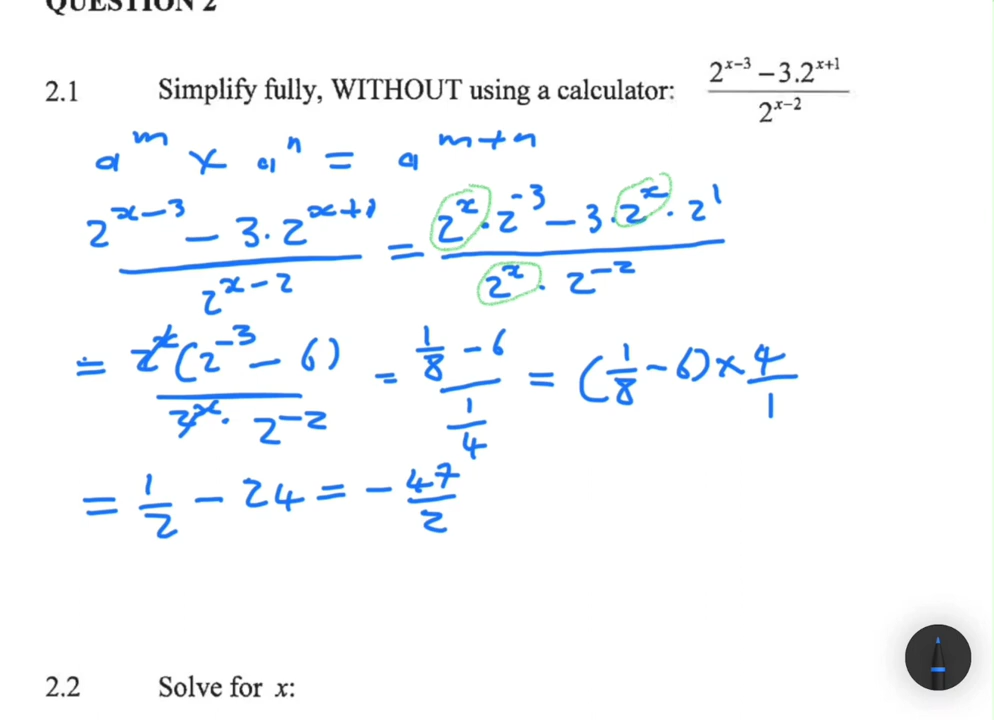 QUESTION 2
2.1 Simplify fully, WITHOUT using a calculator: (2^(x−3) − 3.2^(x+1))/(2^(x−2))
a^m × a^n = a^(m+n)
(2^(x−3) − 3·2^(x+1))/(2^(x−2)) = (2^x·2^(−3) − 3·2^x·2^1)/(2^x·2^(−2))
= (2^x(2^(−3) − 6))/(2^x·2^(−2)) = (1/8 − 6)/(1/4) = (1/8 − 6) × 4/1
= 1/2 − 24 = − 47/2
2.2 Solve for x: